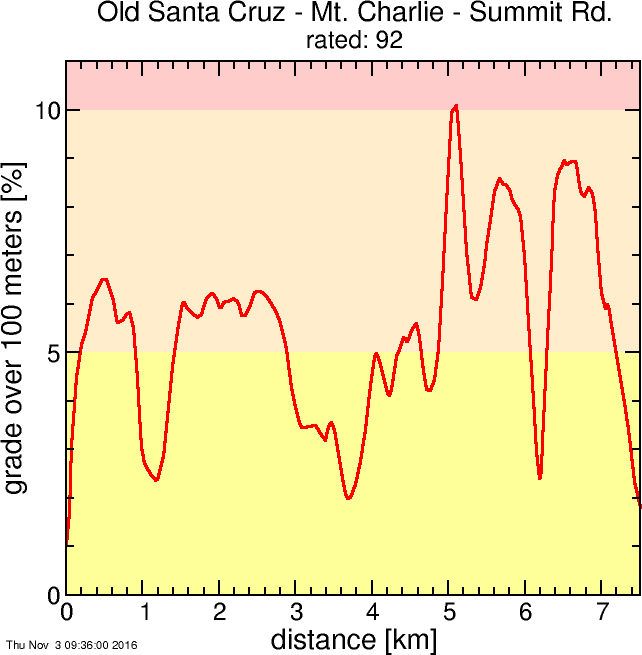 Old Santa Cruz - Mt. Charlie - Summit Rd.
rated: 92
grade over 100 meters [%]
10
5
0
0 1 2 3 4 5 6 7
distance [km]
Thu Nov 3 09:36:00 2016